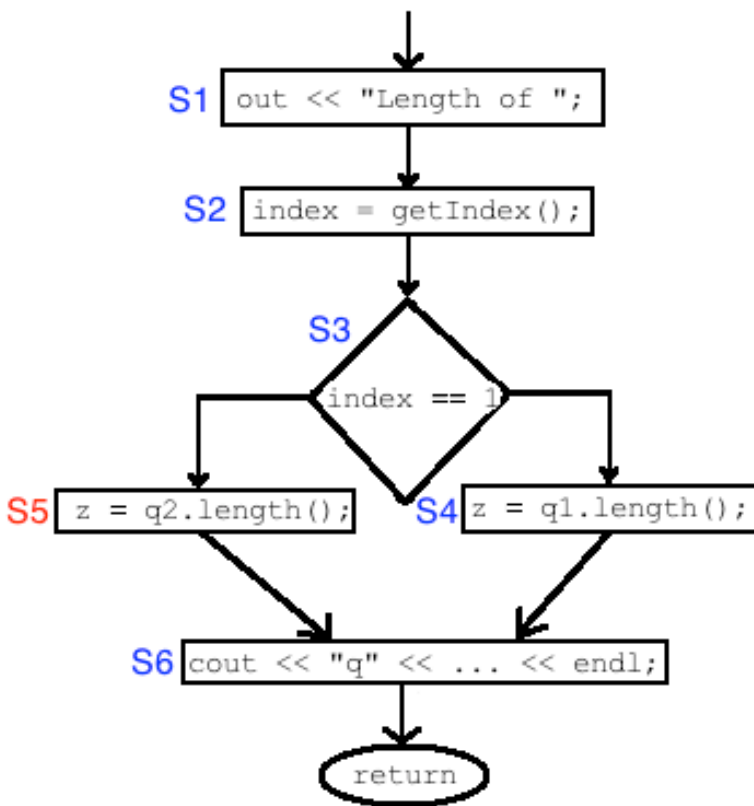 S1 out << "Length of ";
S2 index = getIndex();
S3
index == 1
S5 z = q2.length();
S4 z = q1.length();
S6 cout << "q" << ... << endl;
return